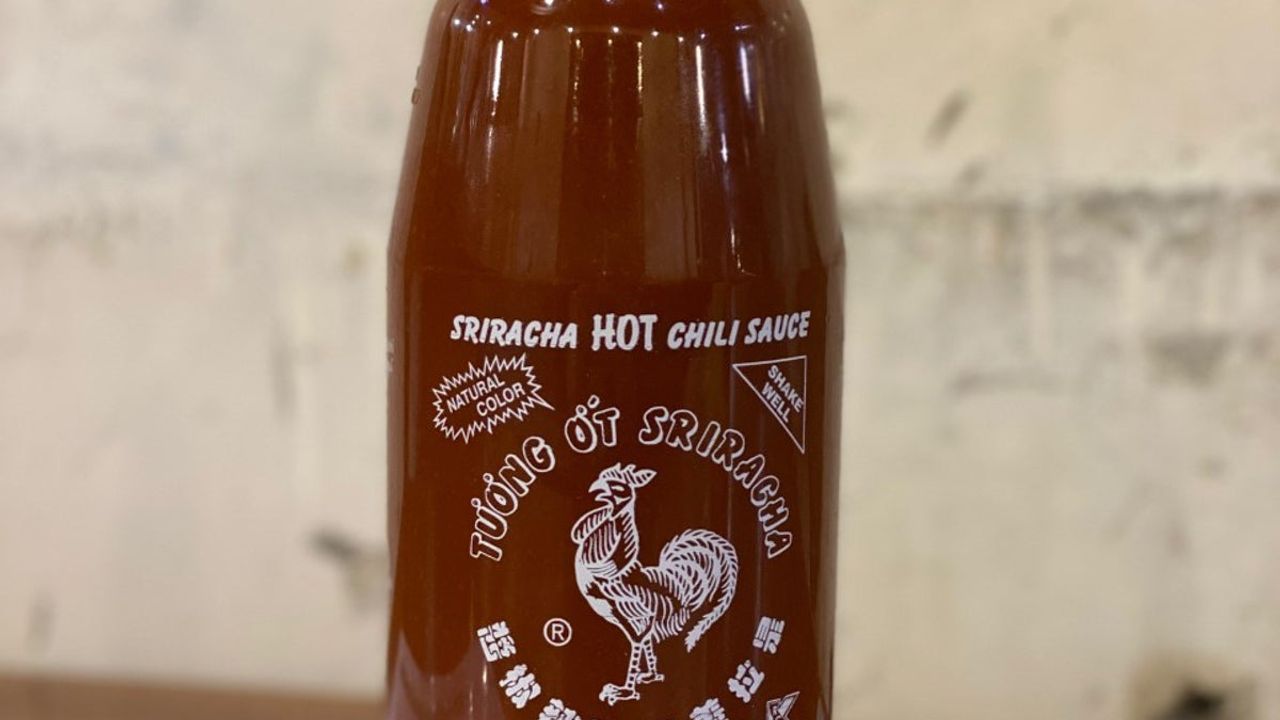 SRIRACHA HOT CHILI SAUCE
NATURAL
COLOR
SHAKE
WELL
TƯƠNG ỚT SRIRACHA
®